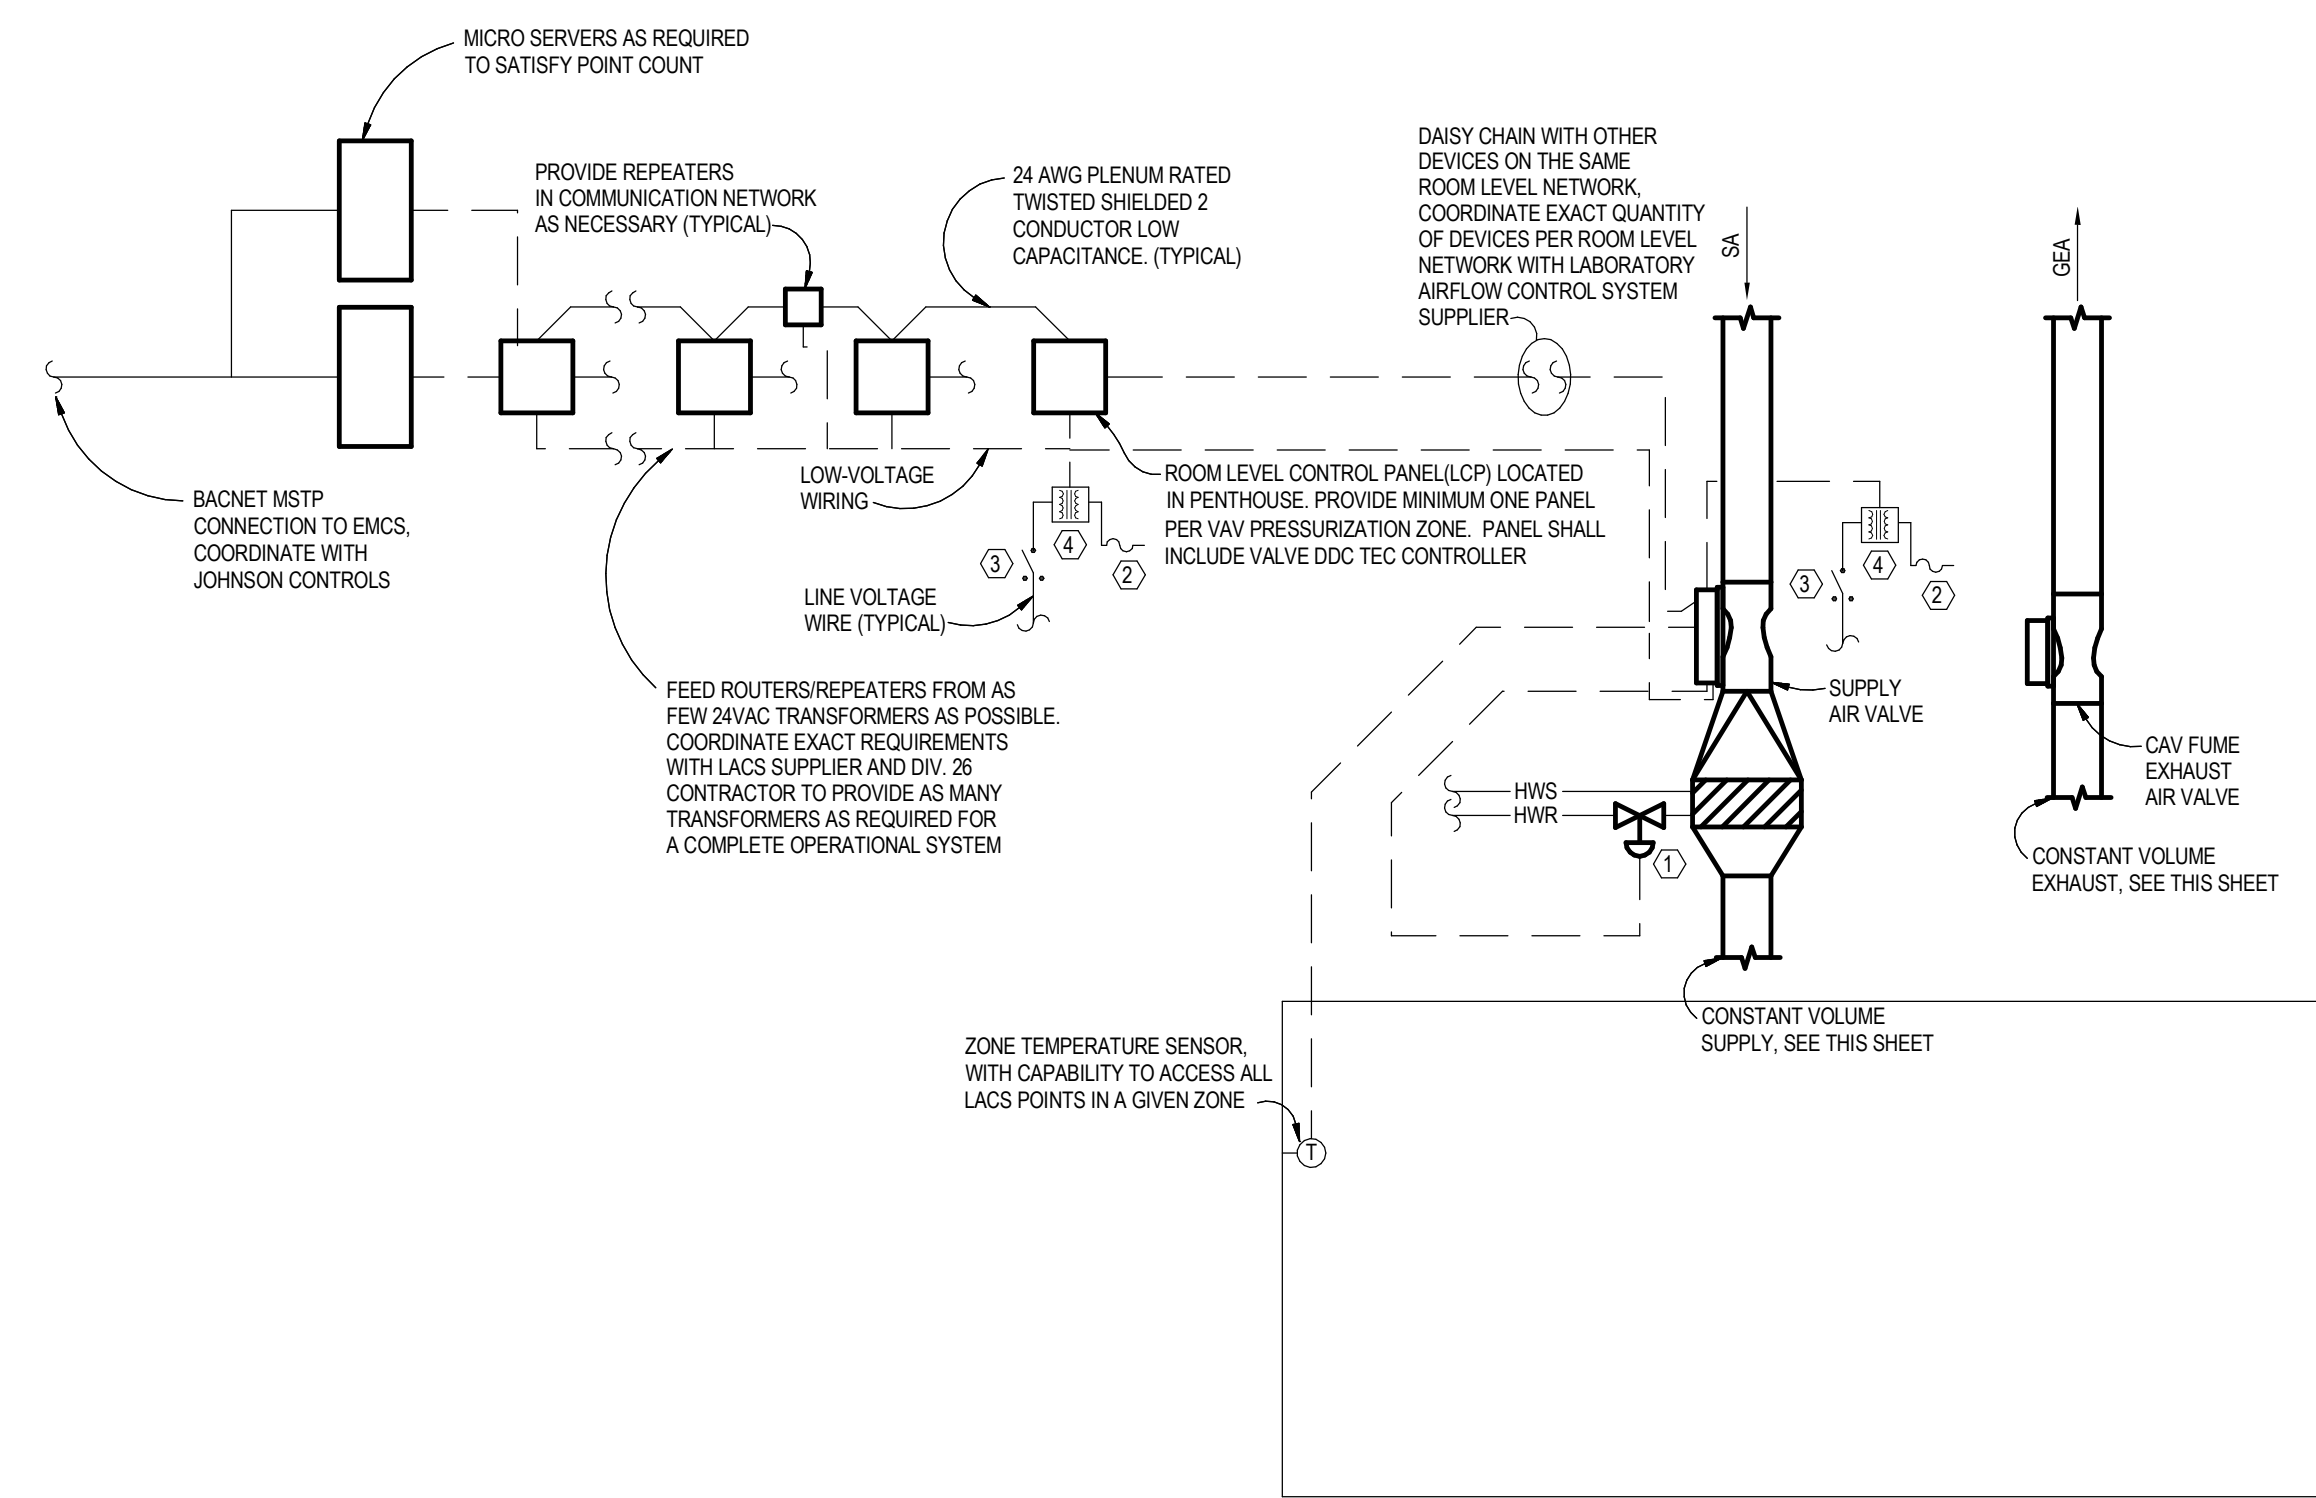 MICRO SERVERS AS REQUIRED
TO SATISFY POINT COUNT
PROVIDE REPEATERS
IN COMMUNICATION NETWORK
AS NECESSARY (TYPICAL)
24 AWG PLENUM RATED
TWISTED SHIELDED 2
CONDUCTOR LOW
CAPACITANCE. (TYPICAL)
DAISY CHAIN WITH OTHER
DEVICES ON THE SAME
ROOM LEVEL NETWORK,
COORDINATE EXACT QUANTITY
OF DEVICES PER ROOM LEVEL
NETWORK WITH LABORATORY
AIRFLOW CONTROL SYSTEM
SUPPLIER
SA
GEA
BACNET MSTP
CONNECTION TO EMCS,
COORDINATE WITH
JOHNSON CONTROLS
LOW-VOLTAGE
WIRING
ROOM LEVEL CONTROL PANEL(LCP) LOCATED
IN PENTHOUSE. PROVIDE MINIMUM ONE PANEL
PER VAV PRESSURIZATION ZONE. PANEL SHALL
INCLUDE VALVE DDC TEC CONTROLLER
3
4
2
LINE VOLTAGE
WIRE (TYPICAL)
3
4
2
FEED ROUTERS/REPEATERS FROM AS
FEW 24VAC TRANSFORMERS AS POSSIBLE.
COORDINATE EXACT REQUIREMENTS
WITH LACS SUPPLIER AND DIV. 26
CONTRACTOR TO PROVIDE AS MANY
TRANSFORMERS AS REQUIRED FOR
A COMPLETE OPERATIONAL SYSTEM
SUPPLY
AIR VALVE
CAV FUME
EXHAUST
AIR VALVE
HWS
HWR
1
CONSTANT VOLUME
EXHAUST, SEE THIS SHEET
CONSTANT VOLUME
SUPPLY, SEE THIS SHEET
ZONE TEMPERATURE SENSOR,
WITH CAPABILITY TO ACCESS ALL
LACS POINTS IN A GIVEN ZONE
T